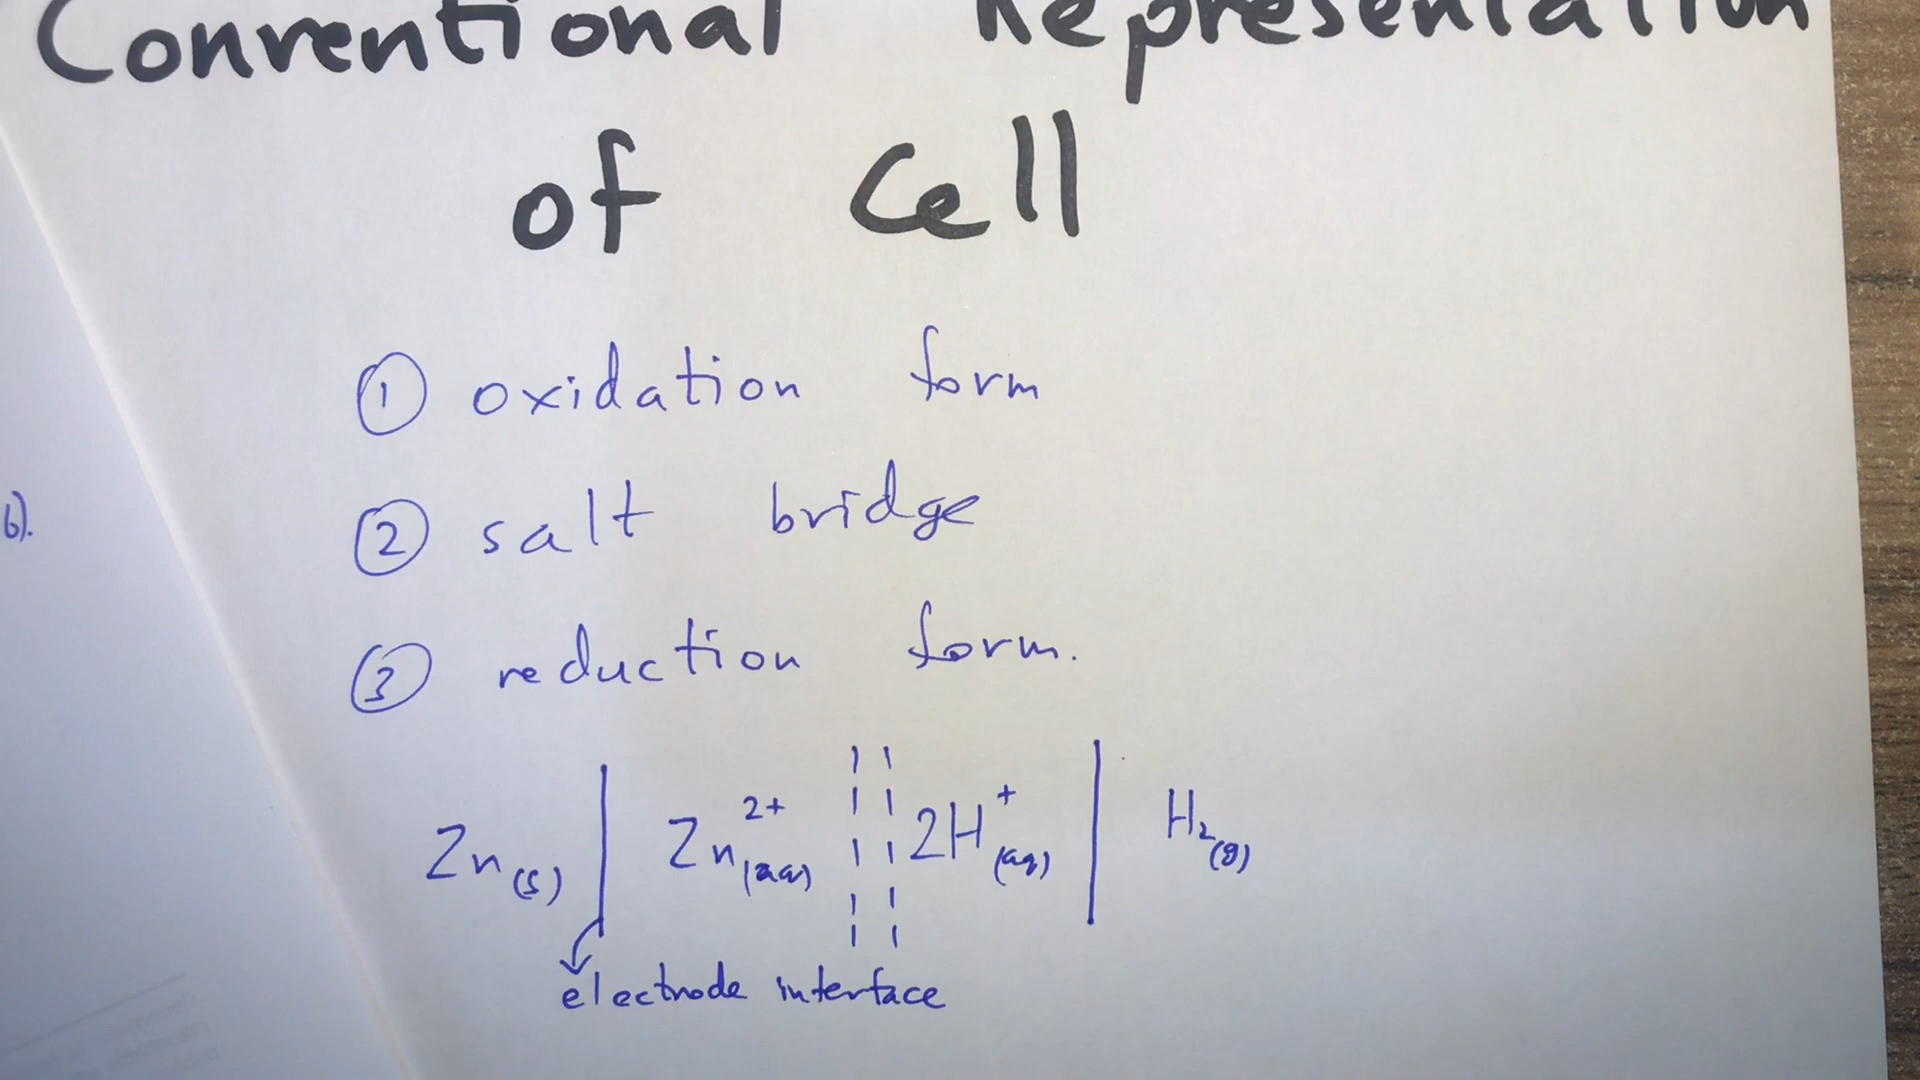 Conventional Representation
of Cell
① oxidation form
② salt bridge
③ reduction form.
6).
Zn(s) | Zn²⁺(aq) ¦¦ 2H⁺(aq) | H₂(g)
electrode interface